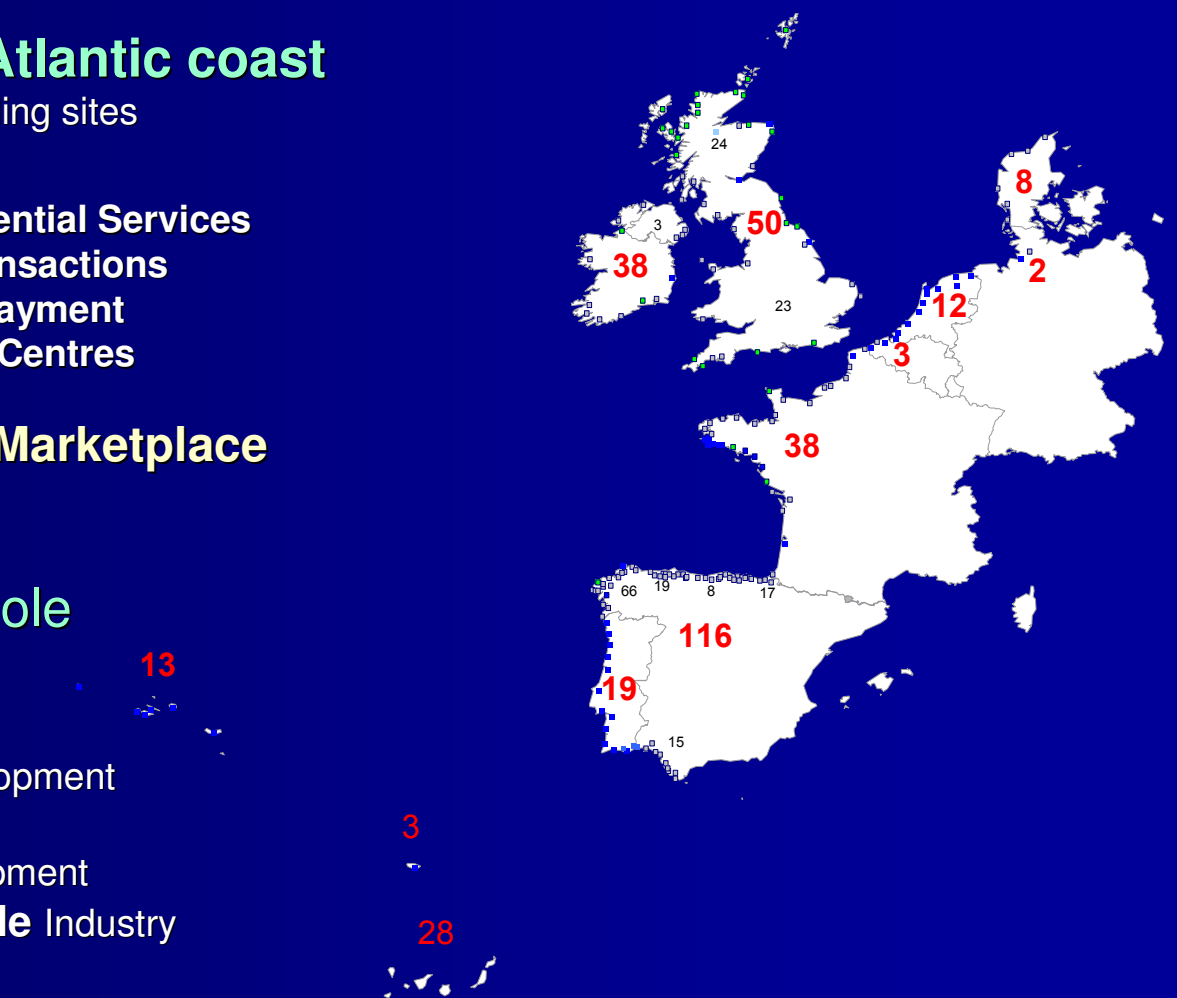 Atlantic coast
ing sites
ential Services
nsactions
ayment
Centres
Marketplace
ole
opment
pment
le Industry
24
8
3
50
38
2
23
12
3
38
66
19
8
17
116
13
19
15
3
28